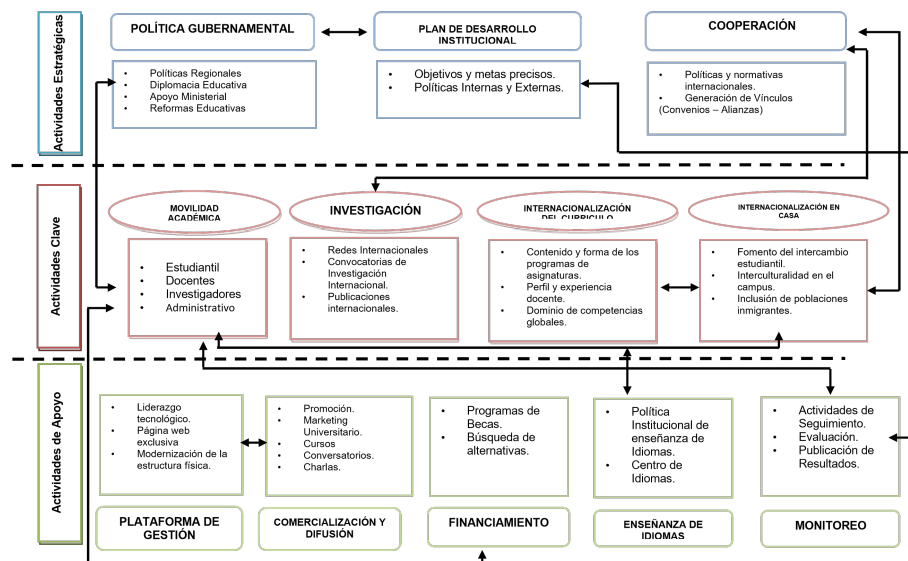 Actividades Estratégicas
POLÍTICA GUBERNAMENTAL
PLAN DE DESARROLLO
INSTITUCIONAL
COOPERACIÓN
• Políticas Regionales
• Diplomacia Educativa
• Apoyo Ministerial
• Reformas Educativas
• Objetivos y metas precisos.
• Políticas Internas y Externas.
• Políticas y normativas
internacionales.
• Generación de Vínculos
(Convenios – Alianzas)
Actividades Clave
MOVILIDAD
ACADÉMICA
INVESTIGACIÓN
INTERNACIONALIZACIÓN
DEL CURRICULO
INTERNACIONALIZACIÓN EN
CASA
• Estudiantil
• Docentes
• Investigadores
• Administrativo
• Redes Internacionales
• Convocatorias de
Investigación
Internacional.
• Publicaciones
internacionales.
• Contenido y forma de los
programas de
asignaturas.
• Perfil y experiencia
docente.
• Dominio de competencias
globales.
• Fomento del intercambio
estudiantil.
• Interculturalidad en el
campus.
• Inclusión de poblaciones
inmigrantes.
Actividades de Apoyo
• Liderazgo
tecnológico.
• Página web
exclusiva
• Modernización de la
estructura física.
• Promoción.
• Marketing
Universitario.
• Cursos
• Conversatorios.
• Charlas.
• Programas de
Becas.
• Búsqueda de
alternativas.
• Política
Institucional de
enseñanza de
Idiomas.
• Centro de
Idiomas.
• Actividades de
Seguimiento.
• Evaluación.
• Publicación de
Resultados.
PLATAFORMA DE
GESTIÓN
COMERCIALIZACIÓN Y
DIFUSIÓN
FINANCIAMIENTO
ENSEÑANZA DE
IDIOMAS
MONITOREO